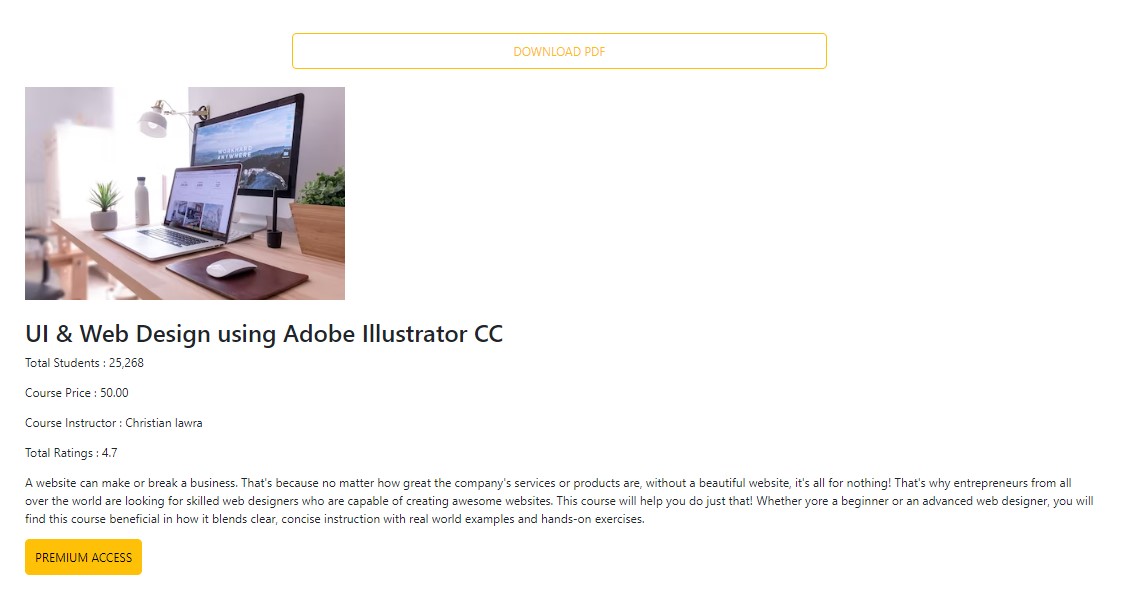 DOWNLOAD PDF
WORKHARD
ANYWHERE
UI & Web Design using Adobe Illustrator CC
Total Students : 25,268
Course Price : 50.00
Course Instructor : Christian lawra
Total Ratings : 4.7
A website can make or break a business. That's because no matter how great the company's services or products are, without a beautiful website, it's all for nothing! That's why entrepreneurs from all
over the world are looking for skilled web designers who are capable of creating awesome websites. This course will help you do just that! Whether yore a beginner or an advanced web designer, you will
find this course beneficial in how it blends clear, concise instruction with real world examples and hands-on exercises.
PREMIUM ACCESS